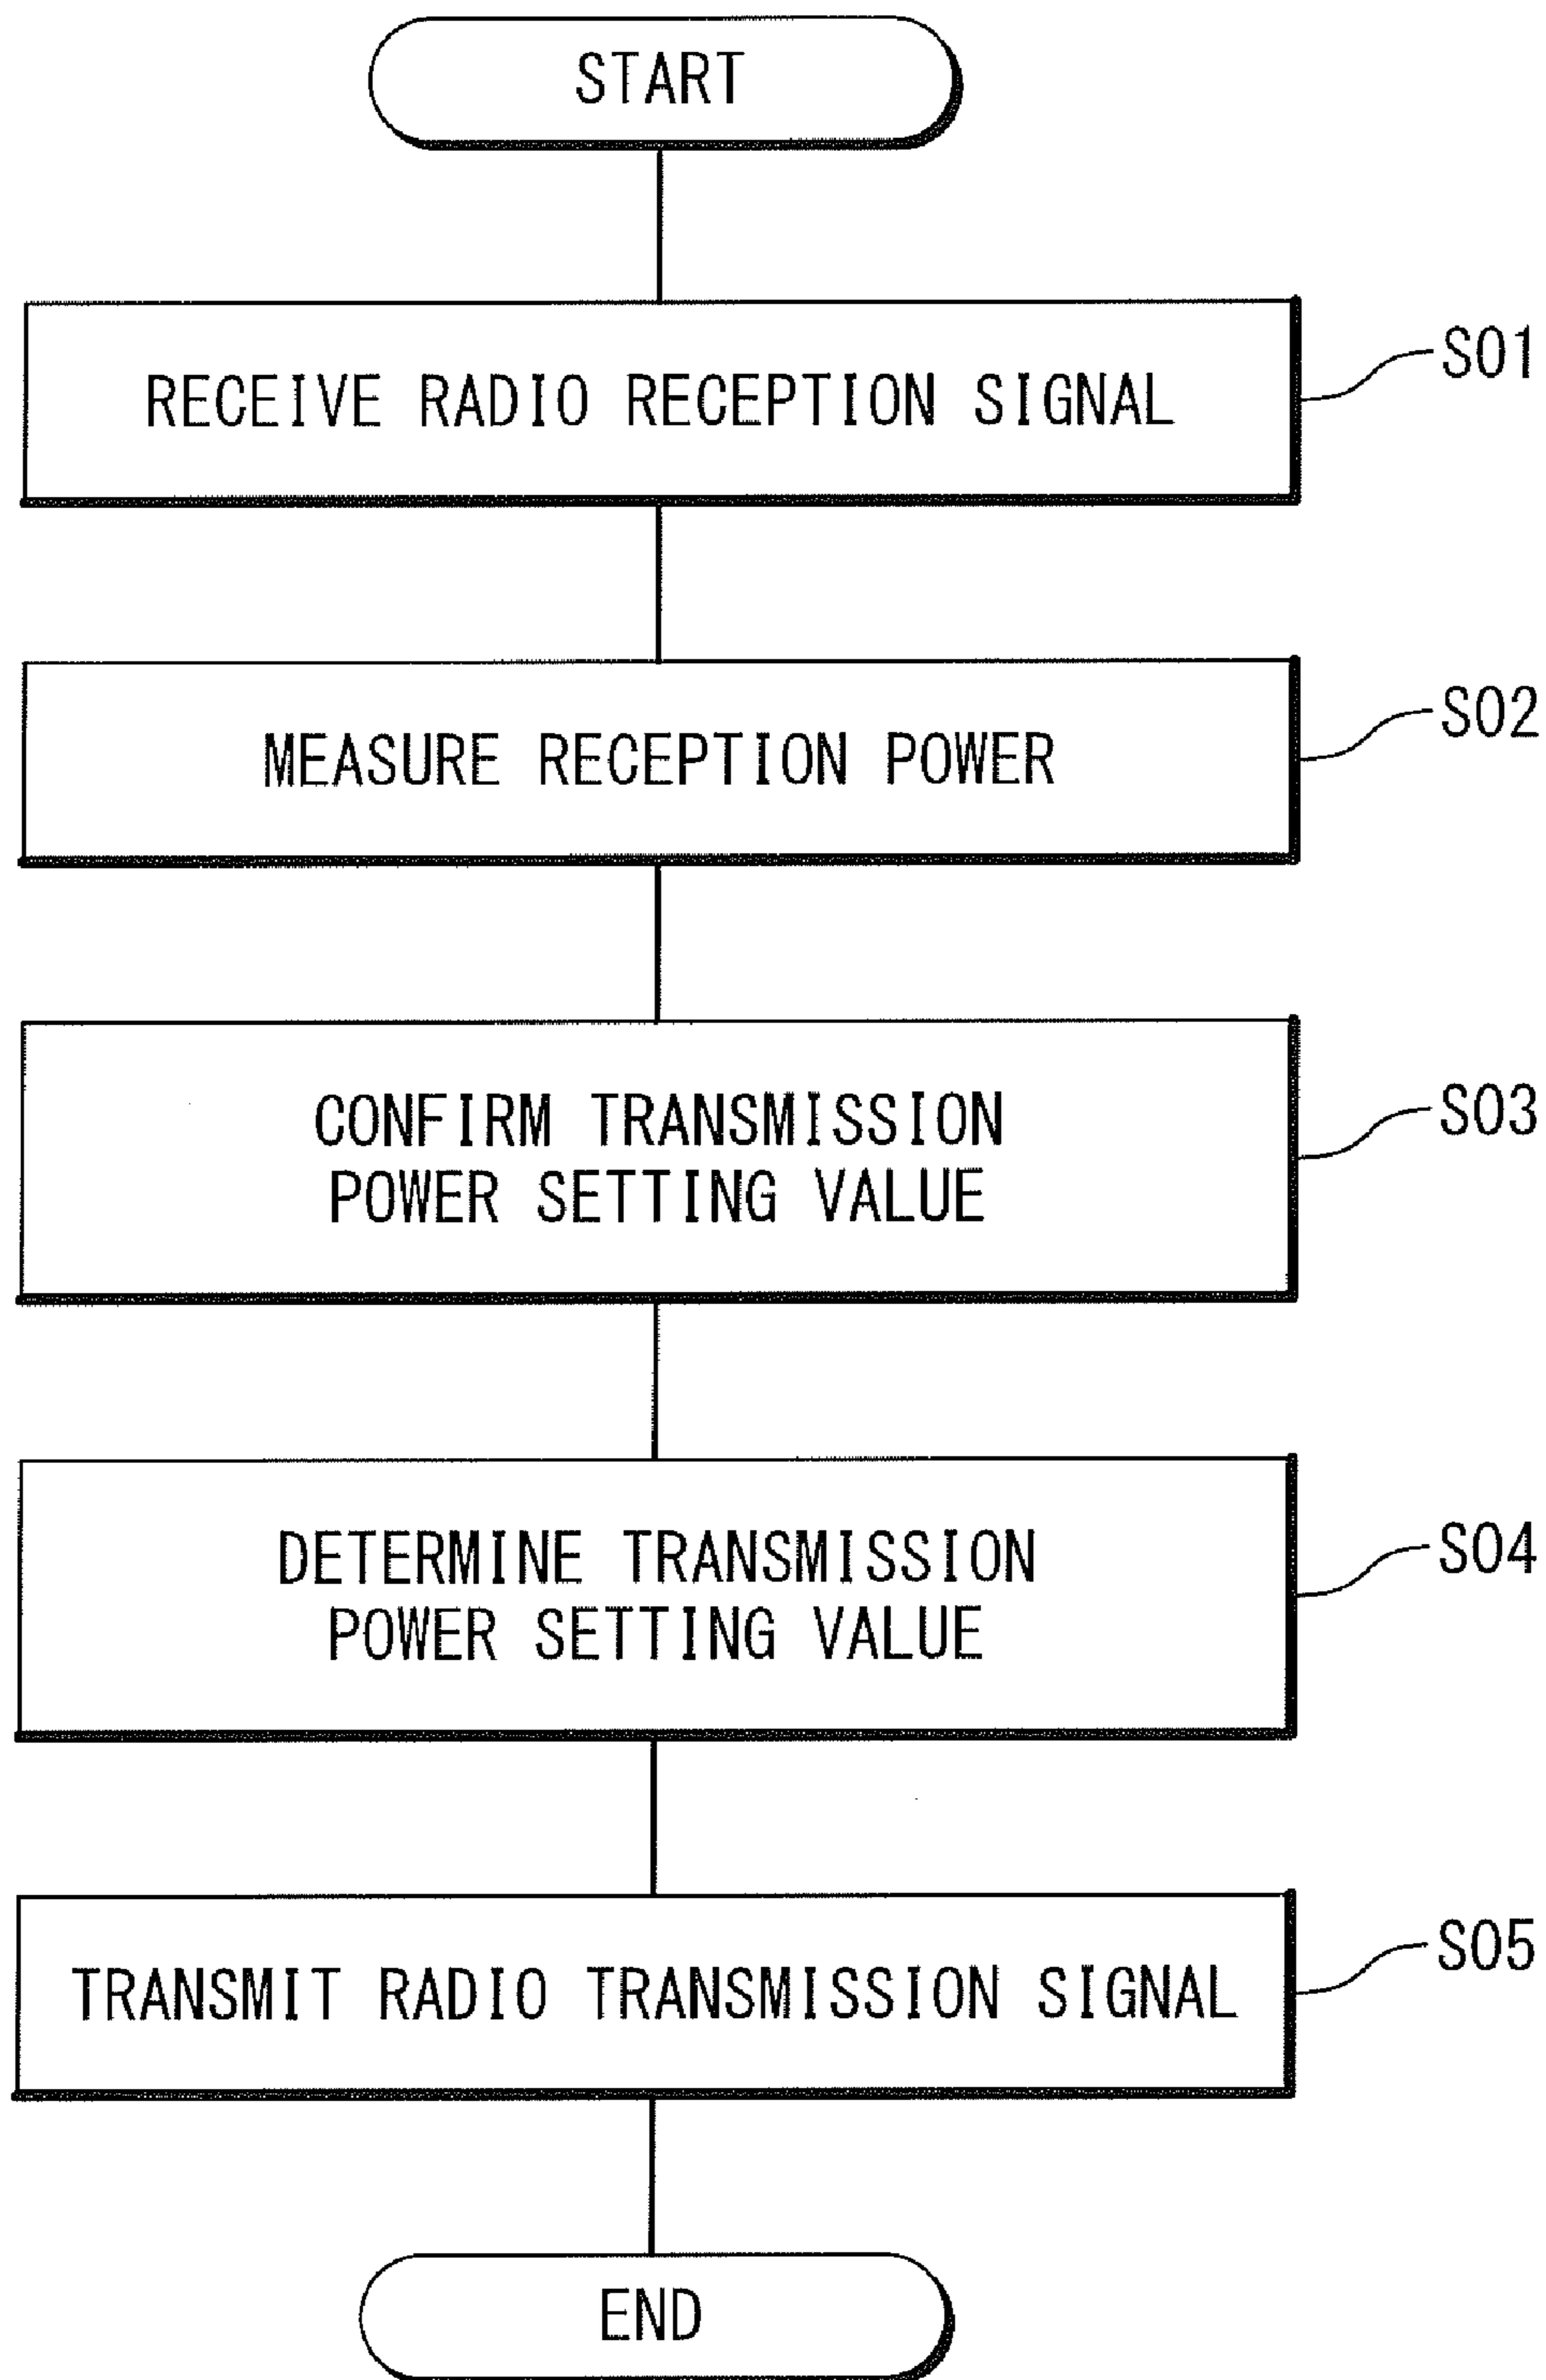 START
RECEIVE RADIO RECEPTION SIGNAL
S01
MEASURE RECEPTION POWER
S02
CONFIRM TRANSMISSION
POWER SETTING VALUE
S03
DETERMINE TRANSMISSION
POWER SETTING VALUE
S04
TRANSMIT RADIO TRANSMISSION SIGNAL
S05
END